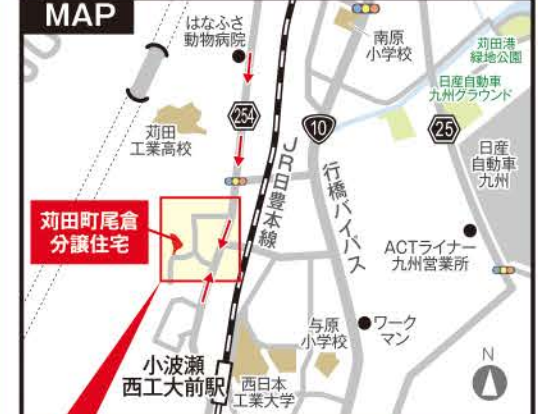 MAP
はなふさ
動物病院
南原
小学校
苅田港
緑地公園
日産自動車
九州グラウンド
254
10
25
苅田
工業高校
JR日豊本線
行橋バイパス
日産
自動車
九州
苅田町尾倉
分譲住宅
ACTライナー
九州営業所
与原
小学校
ワーク
マン
小波瀬
西工大前駅
西日本
工業大学
N